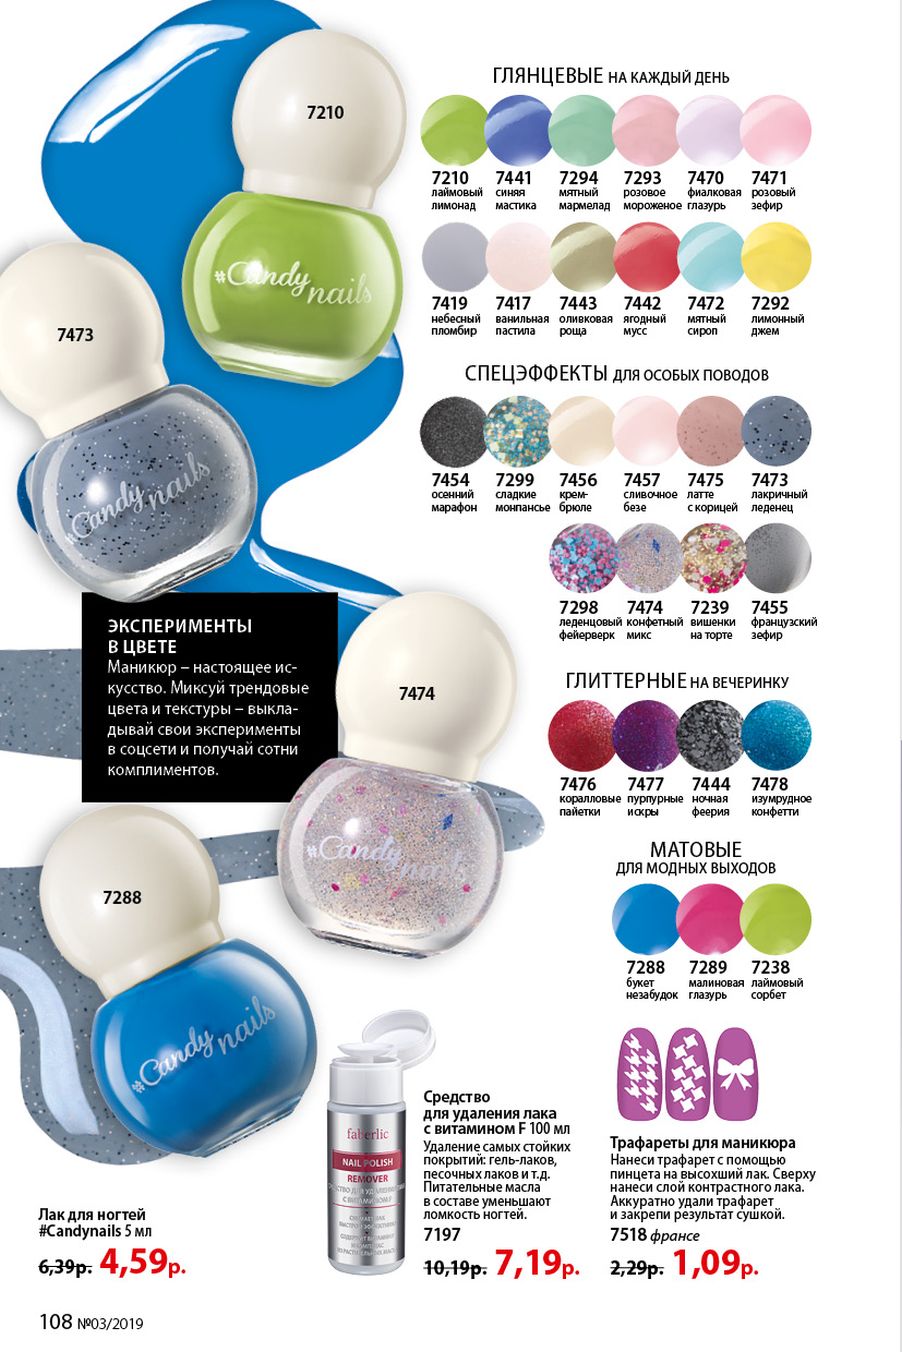 7210
#Candy nails
7473
Candy nails
ЭКСПЕРИМЕНТЫ
В ЦВЕТЕ
Маникюр – настоящее ис-
кусство. Миксуй трендовые
цвета и текстуры – выкла-
дывай свои эксперименты
в соцсети и получай сотни
комплиментов.
7474
#Candy nails
7288
#Candy nails
ГЛЯНЦЕВЫЕ НА КАЖДЫЙ ДЕНЬ
7210 7441 7294 7293 7470 7471
лаймовый синяя мятный розовое фиалковая розовый
лимонад мастика мармелад мороженое глазурь зефир
7419 7417 7443 7442 7472 7292
небесный ванильная оливковая ягодный мятный лимонный
пломбир пастила роща мусс сироп джем
СПЕЦЭФФЕКТЫ ДЛЯ ОСОБЫХ ПОВОДОВ
7454 7299 7456 7457 7475 7473
осенний сладкие крем- сливочное латте лакричный
марафон монпансье брюле безе с корицей леденец
7298 7474 7239 7455
леденцовый конфетный вишенки французский
фейерверк микс на торте зефир
ГЛИТТЕРНЫЕ НА ВЕЧЕРИНКУ
7476 7477 7444 7478
коралловые пурпурные ночная изумрудное
пайетки искры феерия конфетти
МАТОВЫЕ
ДЛЯ МОДНЫХ ВЫХОДОВ
7288 7289 7238
букет малиновая лаймовый
незабудок глазурь сорбет
Лак для ногтей
#Candynails 5 мл
6,39р. 4,59р.
faberlic
NAIL POLISH
REMOVER
Средство
для удаления лака
с витамином F 100 мл
Удаление самых стойких
покрытий: гель-лаков,
песочных лаков и т.д.
Питательные масла
в составе уменьшают
ломкость ногтей.
7197
10,19р. 7,19р.
Трафареты для маникюра
Нанеси трафарет с помощью
пинцета на высохший лак. Сверху
нанеси слой контрастного лака.
Аккуратно удали трафарет
и закрепи результат сушкой.
7518 франсе
2,29р. 1,09р.
108 №03/2019